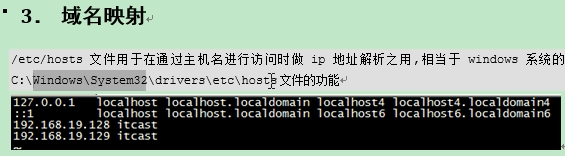 3. 域名映射
/etc/hosts 文件用于在通过主机名进行访问时做 ip 地址解析之用,相当于 windows 系统的
C:\Windows\System32\drivers\etc\hosts 文件的功能
127.0.0.1 localhost localhost.localdomain localhost4 localhost4.localdomain4
::1 localhost localhost.localdomain localhost6 localhost6.localdomain6
192.168.19.128 itcast
192.168.19.129 itcast
~